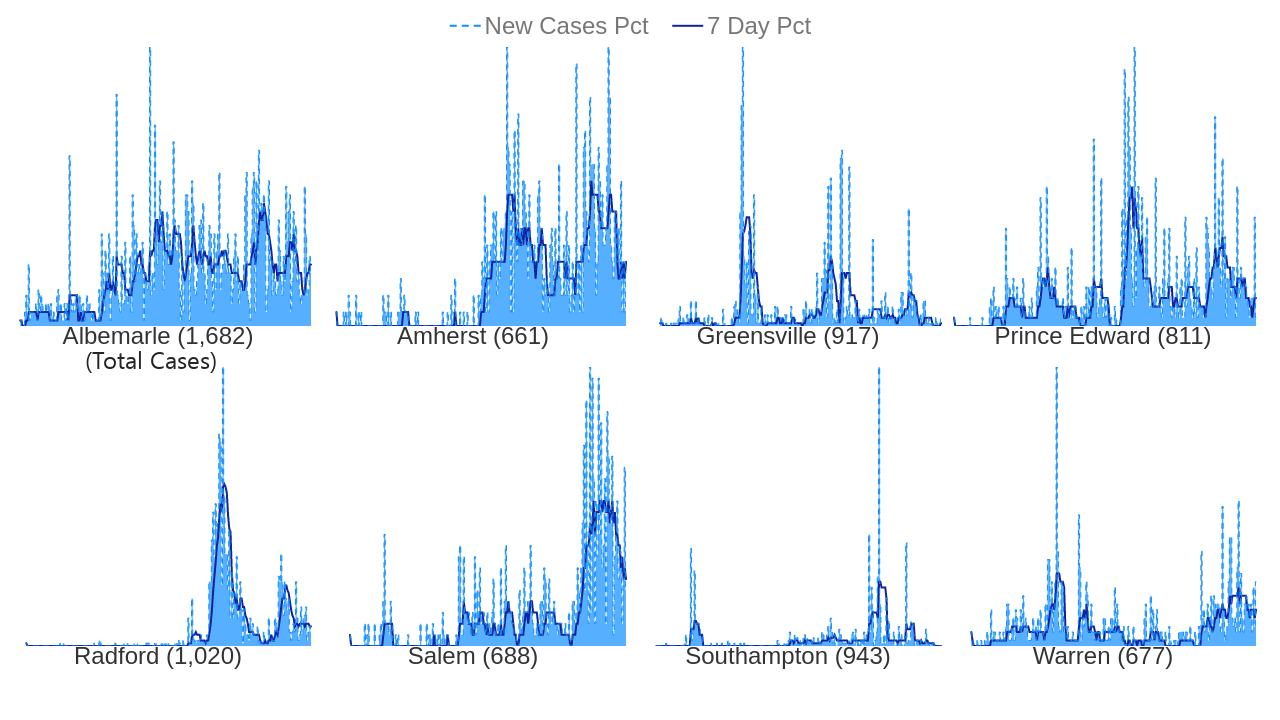 New Cases Pct 7 Day Pct
Albemarle (1,682) Amherst (661) Greensville (917) Prince Edward (811)
(Total Cases)
Radford (1,020) Salem (688) Southampton (943) Warren (677)